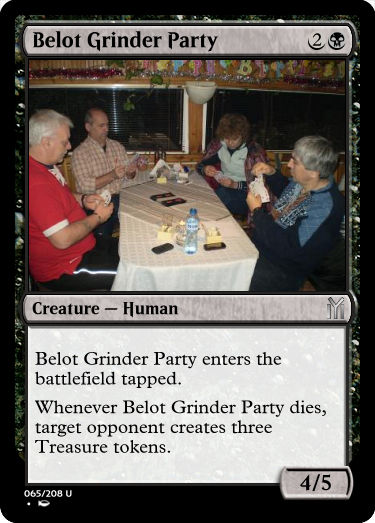 Belot Grinder Party 2
Creature — Human
Belot Grinder Party enters the
battlefield tapped.
Whenever Belot Grinder Party dies,
target opponent creates three
Treasure tokens.
4/5
065/208 U